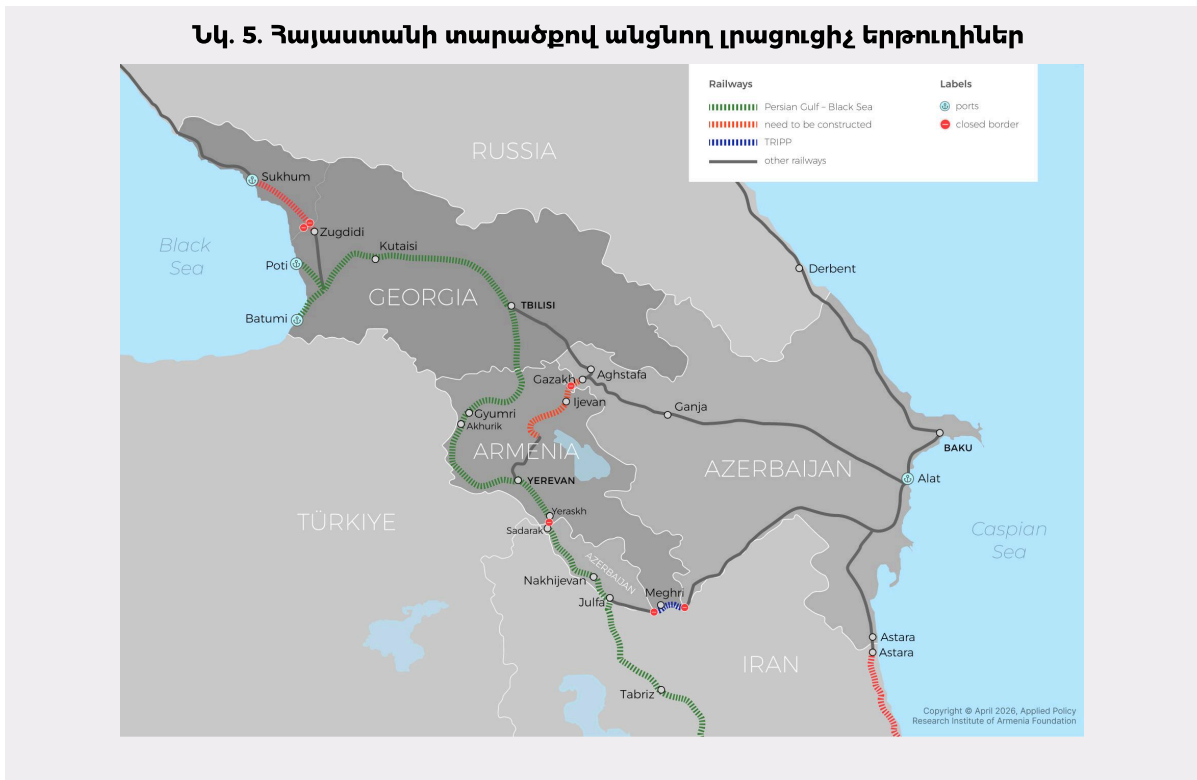 Նկ. 5. Հայաստանի տարածքով անցնող լրացուցիչ երթուղիներ
Railways
Labels
Persian Gulf – Black Sea
ports
need to be constructed
closed border
TRIPP
other railways
RUSSIA
Sukhum
Zugdidi
Black
Sea
Kutaisi
Poti
Derbent
GEORGIA
TBILISI
Batumi
Aghstafa
Gazakh
Ijevan
Ganja
Gyumri
Akhurik
ARMENIA
BAKU
AZERBAIJAN
YEREVAN
Alat
Yeraskh
TÜRKIYE
Sadarak
Caspian
Sea
AZERBAIJAN
Nakhijevan
Meghri
Julfa
Astara
Astara
IRAN
Tabriz
Copyright © April 2026, Applied Policy
Research Institute of Armenia Foundation